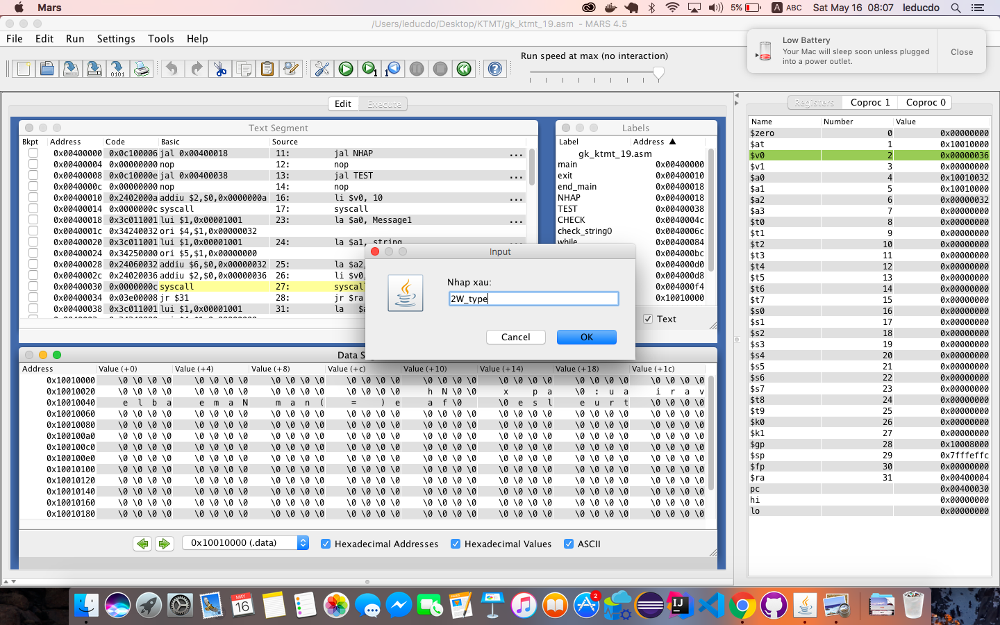 Mars
5%
A
ABC
Sat May 16 08:07
leducdo
/Users/leducdo/Desktop/KTMT/gk_ktmt_19.asm - MARS 4.5
File Edit Run Settings Tools Help
Low Battery
Your Mac will sleep soon unless plugged
into a power outlet.
Close
Run speed at max (no interaction)
Edit Execute
Text Segment
Bkpt Address Code Basic Source
0x00400000 0x0c100006 jal 0x00400018 11: jal NHAP ...
0x00400004 0x00000000 nop 12: nop
0x00400008 0x0c10000e jal 0x00400038 13: jal TEST ...
0x0040000c 0x00000000 nop 14: nop
0x00400010 0x2402000a addiu $2,$0,0x0000000a 16: li $v0, 10 ...
0x00400014 0x0000000c syscall 17: syscall
0x00400018 0x3c011001 lui $1,0x00001001 23: la $a0, Message1 ...
0x0040001c 0x34240032 ori $4,$1,0x00000032
0x00400020 0x3c011001 lui $1,0x00001001 24: la $a1, string ...
0x00400024 0x34250000 ori $5,$1,0x00000000
0x00400028 0x24060032 addiu $6,$0,0x00000032 25: la $a2,
0x0040002c 0x24020036 addiu $2,$0,0x00000036 26: li $v0,
0x00400030 0x0000000c syscall 27: syscall
0x00400034 0x03e00008 jr $31 28: jr $ra
0x00400038 0x3c011001 lui $1,0x00001001 31: la
Labels
Label Address ▲
gk_ktmt_19.asm
main 0x00400000
exit 0x00400010
end_main 0x00400018
NHAP 0x00400018
TEST 0x00400038
CHECK 0x0040004c
check_string0 0x0040006c
while 0x00400084
0x004000bc
0x004000d0
0x004000d8
0x004000f4
0x10010000
Text
Input
Nhap xau:
2W_type
Cancel OK
Data S
Address Value (+0) Value (+4) Value (+8) Value (+c) Value (+10) Value (+14) Value (+18) Value (+1c)
0x10010000 \0 \0 \0 \0 \0 \0 \0 \0 \0 \0 \0 \0 \0 \0 \0 \0 \0 \0 \0 \0 \0 \0 \0 \0 \0 \0 \0 \0 \0 \0 \0 \0
0x10010020 \0 \0 \0 \0 \0 \0 \0 \0 \0 \0 \0 \0 \0 \0 \0 \0 h N \0 \0 x p a \0 : u a i r a v
0x10010040 e l b a e m a N m a n ( = ) e a f \0 \0 e s l e u r t \0 \0 \0 \0
0x10010060 \0 \0 \0 \0 \0 \0 \0 \0 \0 \0 \0 \0 \0 \0 \0 \0 \0 \0 \0 \0 \0 \0 \0 \0 \0 \0 \0 \0 \0 \0 \0 \0
0x10010080 \0 \0 \0 \0 \0 \0 \0 \0 \0 \0 \0 \0 \0 \0 \0 \0 \0 \0 \0 \0 \0 \0 \0 \0 \0 \0 \0 \0 \0 \0 \0 \0
0x100100a0 \0 \0 \0 \0 \0 \0 \0 \0 \0 \0 \0 \0 \0 \0 \0 \0 \0 \0 \0 \0 \0 \0 \0 \0 \0 \0 \0 \0 \0 \0 \0 \0
0x100100c0 \0 \0 \0 \0 \0 \0 \0 \0 \0 \0 \0 \0 \0 \0 \0 \0 \0 \0 \0 \0 \0 \0 \0 \0 \0 \0 \0 \0 \0 \0 \0 \0
0x100100e0 \0 \0 \0 \0 \0 \0 \0 \0 \0 \0 \0 \0 \0 \0 \0 \0 \0 \0 \0 \0 \0 \0 \0 \0 \0 \0 \0 \0 \0 \0 \0 \0
0x10010100 \0 \0 \0 \0 \0 \0 \0 \0 \0 \0 \0 \0 \0 \0 \0 \0 \0 \0 \0 \0 \0 \0 \0 \0 \0 \0 \0 \0 \0 \0 \0 \0
0x10010120 \0 \0 \0 \0 \0 \0 \0 \0 \0 \0 \0 \0 \0 \0 \0 \0 \0 \0 \0 \0 \0 \0 \0 \0 \0 \0 \0 \0 \0 \0 \0 \0
0x10010140 \0 \0 \0 \0 \0 \0 \0 \0 \0 \0 \0 \0 \0 \0 \0 \0 \0 \0 \0 \0 \0 \0 \0 \0 \0 \0 \0 \0 \0 \0 \0 \0
0x10010160 \0 \0 \0 \0 \0 \0 \0 \0 \0 \0 \0 \0 \0 \0 \0 \0 \0 \0 \0 \0 \0 \0 \0 \0 \0 \0 \0 \0 \0 \0 \0 \0
0x10010180 \0 \0 \0 \0 \0 \0 \0 \0 \0 \0 \0 \0 \0 \0 \0 \0 \0 \0 \0 \0 \0 \0 \0 \0 \0 \0 \0 \0 \0 \0 \0 \0
0x10010000 (.data) Hexadecimal Addresses Hexadecimal Values ASCII
Registers Coproc 1 Coproc 0
Name Number Value
$zero 0 0x00000000
$at 1 0x10010000
$v0 2 0x00000036
$v1 3 0x00000000
$a0 4 0x10010032
$a1 5 0x10010000
$a2 6 0x00000032
$a3 7 0x00000000
$t0 8 0x00000000
$t1 9 0x00000000
$t2 10 0x00000000
$t3 11 0x00000000
$t4 12 0x00000000
$t5 13 0x00000000
$t6 14 0x00000000
$t7 15 0x00000000
$s0 16 0x00000000
$s1 17 0x00000000
$s2 18 0x00000000
$s3 19 0x00000000
$s4 20 0x00000000
$s5 21 0x00000000
$s6 22 0x00000000
$s7 23 0x00000000
$t8 24 0x00000000
$t9 25 0x00000000
$k0 26 0x00000000
$k1 27 0x00000000
$gp 28 0x10008000
$sp 29 0x7fffeffc
$fp 30 0x00000000
$ra 31 0x00400004
pc 0x00400030
hi 0x00000000
lo 0x00000000
MAY
16
2
IJ